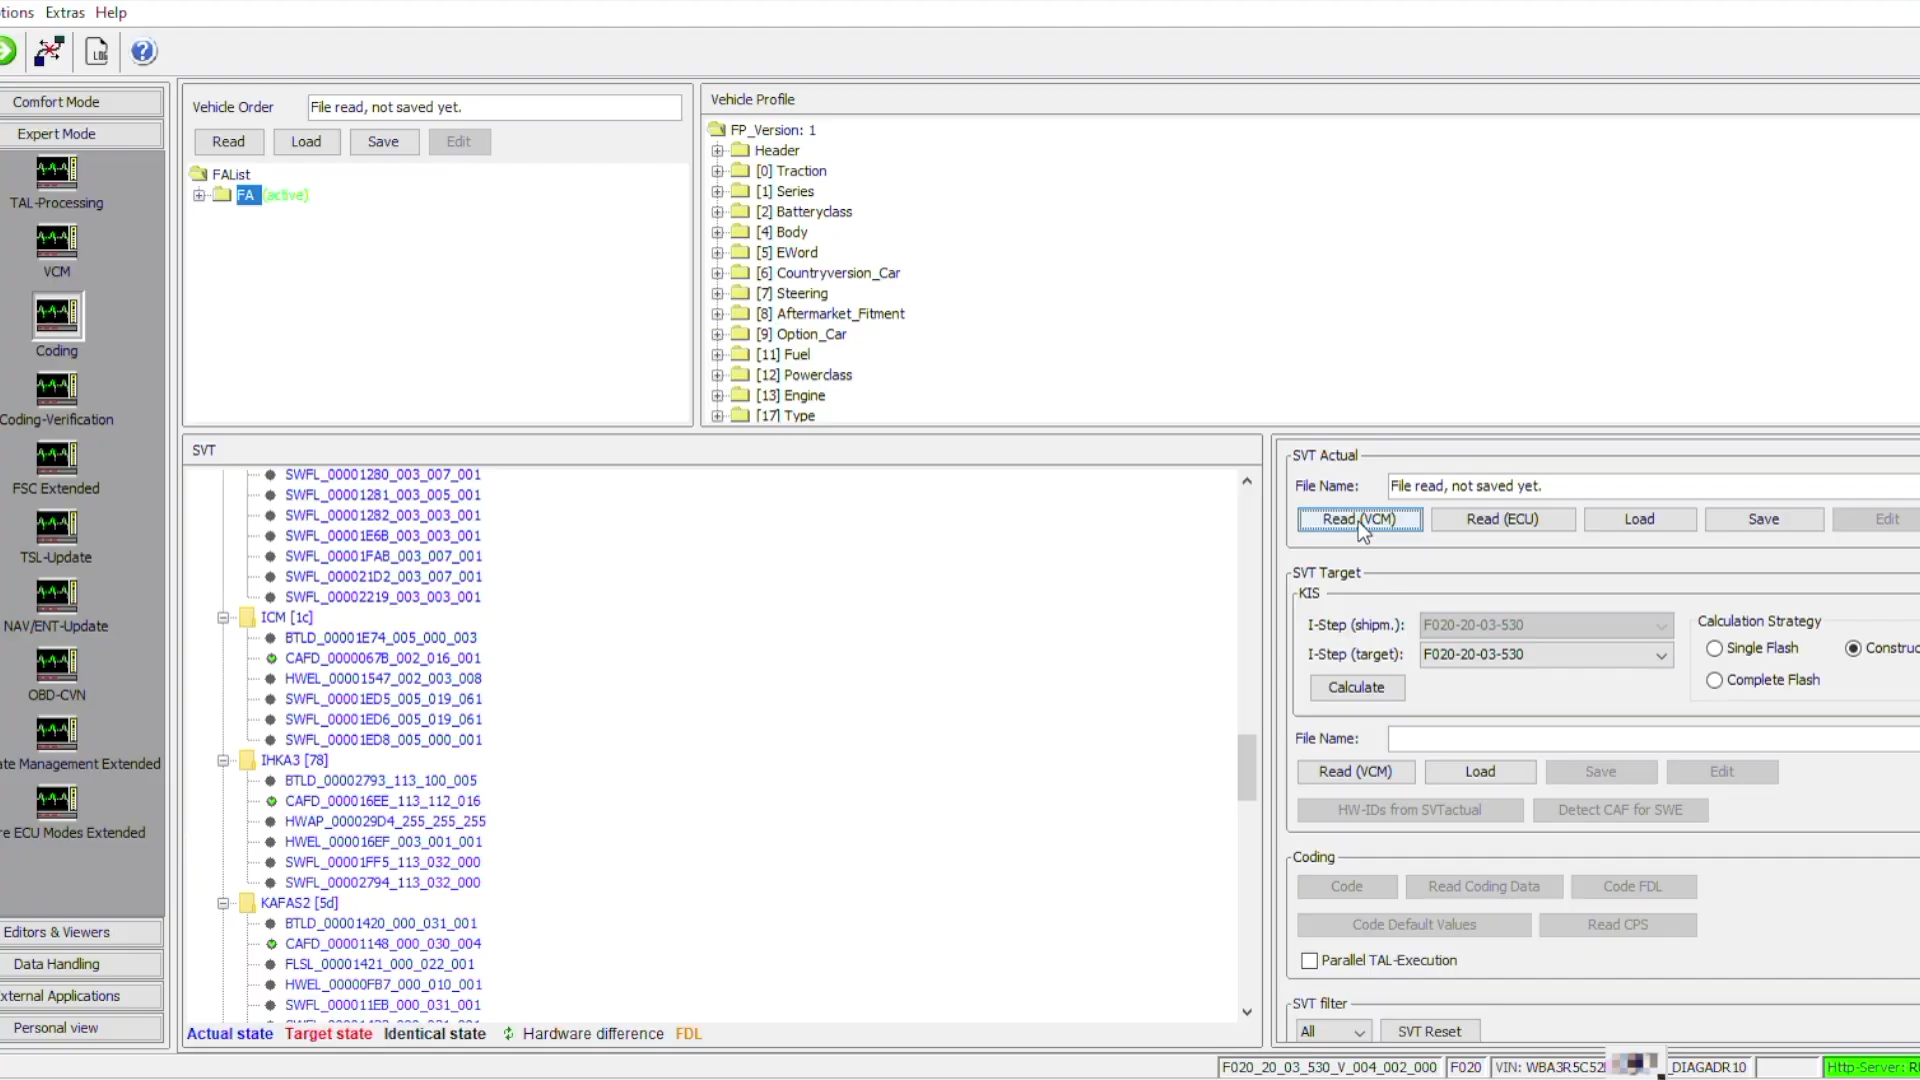 tions Extras Help
LOG
Comfort Mode
Expert Mode
TAL-Processing
VCM
Coding
Coding-Verification
FSC Extended
TSL-Update
NAV/ENT-Update
OBD-CVN
ate Management Extended
re ECU Modes Extended
Editors & Viewers
Data Handling
xternal Applications
Personal view
Vehicle Order File read, not saved yet.
Read Load Save Edit
FAList
FA (active)
Vehicle Profile
FP_Version: 1
Header
[0] Traction
[1] Series
[2] Batteryclass
[4] Body
[5] EWord
[6] Countryversion_Car
[7] Steering
[8] Aftermarket_Fitment
[9] Option_Car
[11] Fuel
[12] Powerclass
[13] Engine
[17] Type
SVT
SWFL_00001280_003_007_001
SWFL_00001281_003_005_001
SWFL_00001282_003_003_001
SWFL_00001E6B_003_003_001
SWFL_00001FAB_003_007_001
SWFL_000021D2_003_007_001
SWFL_00002219_003_003_001
ICM [1c]
BTLD_00001E74_005_000_003
CAFD_0000067B_002_016_001
HWEL_00001547_002_003_008
SWFL_00001ED5_005_019_061
SWFL_00001ED6_005_019_061
SWFL_00001ED8_005_000_001
IHKA3 [78]
BTLD_00002793_113_100_005
CAFD_000016EE_113_112_016
HWAP_000029D4_255_255_255
HWEL_000016EF_003_001_001
SWFL_00001FF5_113_032_000
SWFL_00002794_113_032_000
KAFAS2 [5d]
BTLD_00001420_000_031_001
CAFD_00001148_000_030_004
FLSL_00001421_000_022_001
HWEL_00000FB7_000_010_001
SWFL_000011EB_000_031_001
Actual state Target state Identical state Hardware difference FDL
SVT Actual
File Name: File read, not saved yet.
Read (VCM) Read (ECU) Load Save Edit
SVT Target
KIS
I-Step (shipm.): F020-20-03-530
I-Step (target): F020-20-03-530
Calculate
Calculation Strategy
Single Flash Construc
Complete Flash
File Name:
Read (VCM) Load Save Edit
HW-IDs from SVTactual Detect CAF for SWE
Coding
Code Read Coding Data Code FDL
Code Default Values Read CPS
Parallel TAL-Execution
SVT filter
All SVT Reset
F020_20_03_530_V_004_002_000 F020 VIN: WBA3R5C52 _DIAGADR10 Http-Server: R